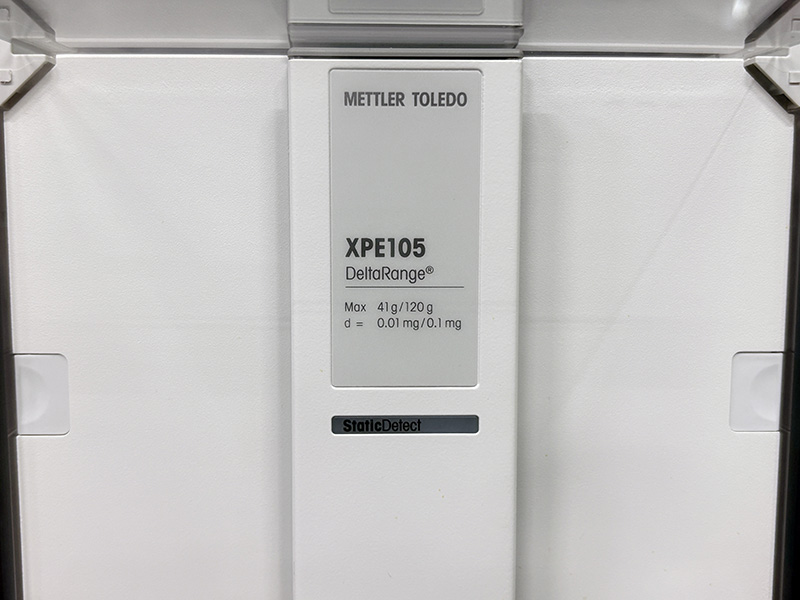 METTLER TOLEDO
XPE105
DeltaRange®
Max 41g/120g
d = 0.01mg/0.1mg
StaticDetect